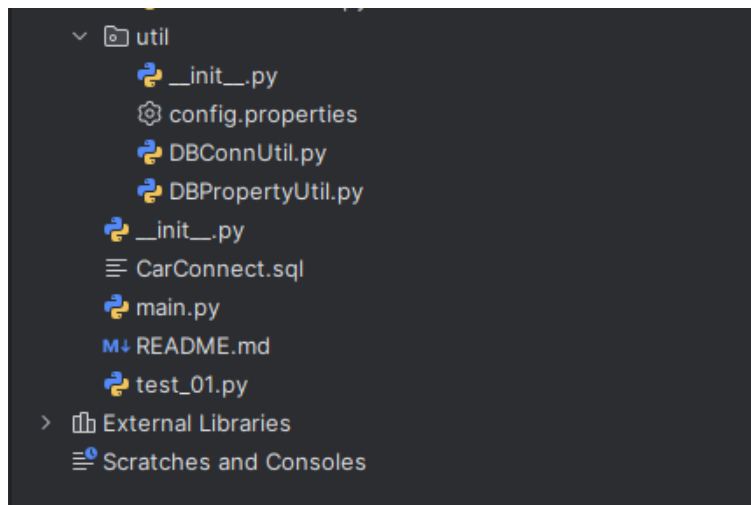 util
__init__.py
config.properties
DBConnUtil.py
DBPropertyUtil.py
__init__.py
CarConnect.sql
main.py
M↓ README.md
test_01.py
External Libraries
Scratches and Consoles